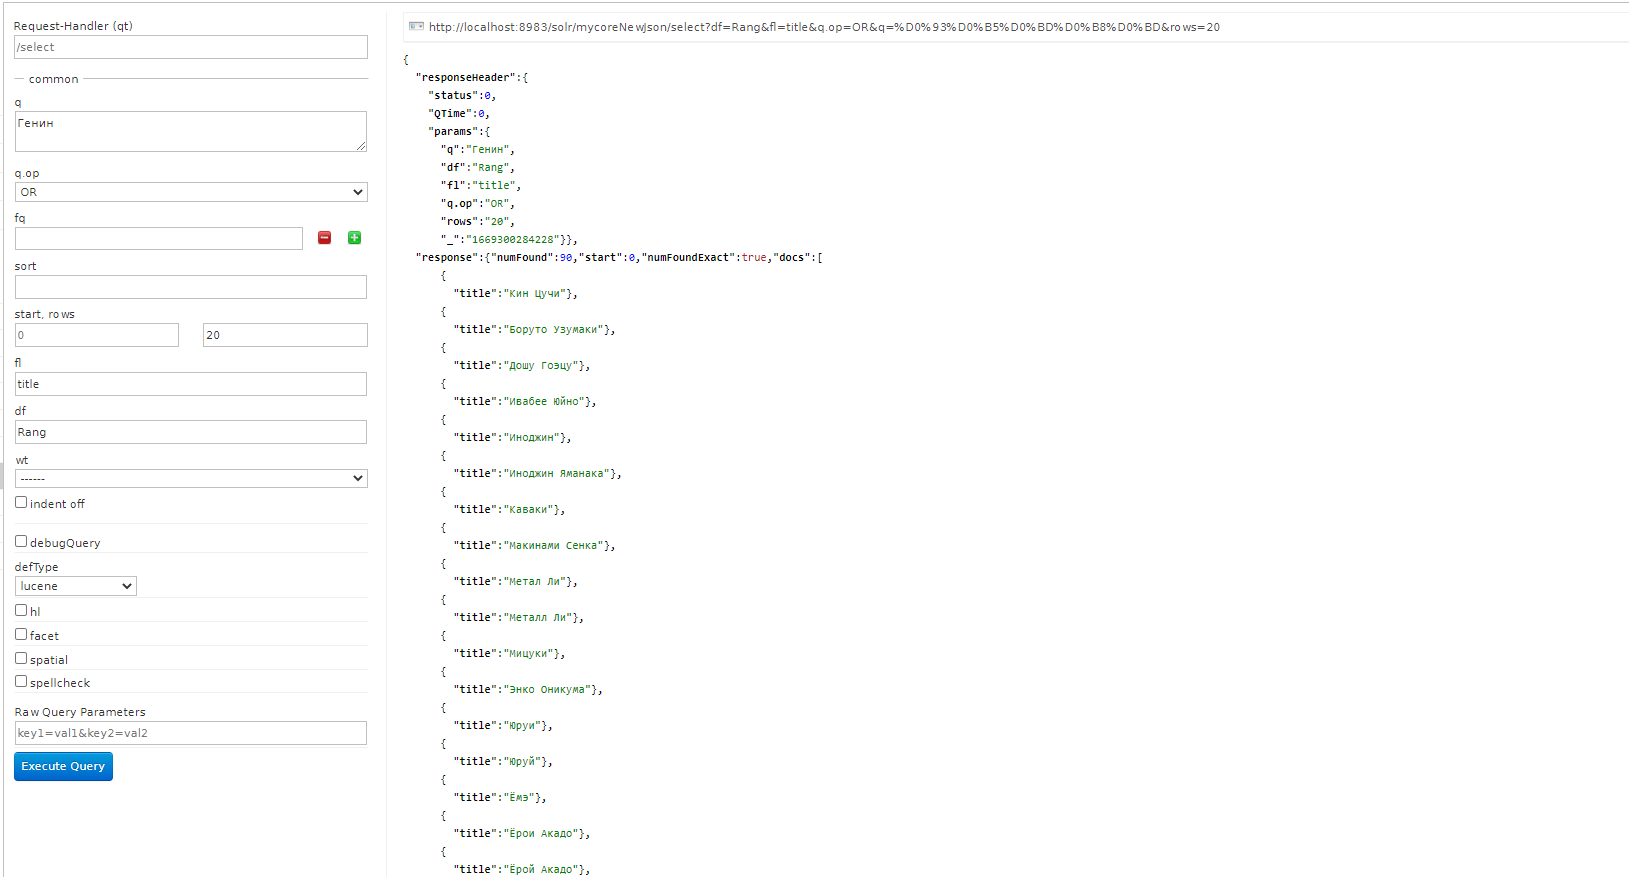 Request-Handler (qt)
/select
common
q
Генин
q.op
OR
fq
sort
start, rows
0
20
fl
title
df
Rang
wt
------
indent off
debugQuery
defType
lucene
hl
facet
spatial
spellcheck
Raw Query Parameters
key1=val1&key2=val2
Execute Query
http://localhost:8983/solr/mycoreNewJson/select?df=Rang&fl=title&q.op=OR&q=%D0%93%D0%B5%D0%BD%D0%B8%D0%BD&rows=20
{
"responseHeader":{
"status":0,
"QTime":0,
"params":{
"q":"Генин",
"df":"Rang",
"fl":"title",
"q.op":"OR",
"rows":"20",
"_":"1669300284228"}},
"response":{"numFound":90,"start":0,"numFoundExact":true,"docs":[
{
"title":"Кин Цучи"},
{
"title":"Боруто Узумаки"},
{
"title":"Дошу Гоэцу"},
{
"title":"Ивабее Юйно"},
{
"title":"Иноджин"},
{
"title":"Иноджин Яманака"},
{
"title":"Каваки"},
{
"title":"Макинами Сенка"},
{
"title":"Метал Ли"},
{
"title":"Металл Ли"},
{
"title":"Мицуки"},
{
"title":"Энко Оникума"},
{
"title":"Юруи"},
{
"title":"Юруй"},
{
"title":"Ёмэ"},
{
"title":"Ёрои Акадо"},
{
"title":"Ёрой Акадо"},